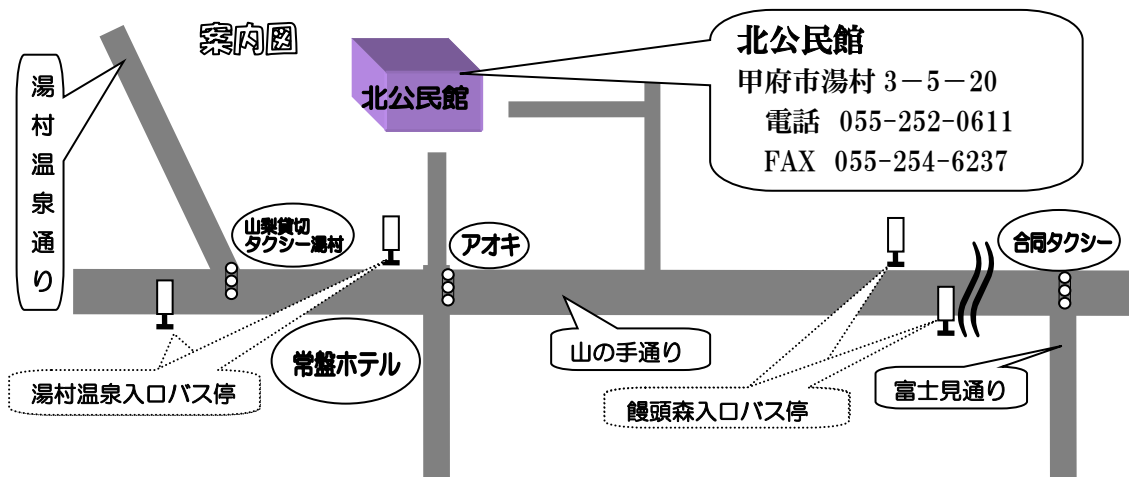 案内図
北公民館
甲府市湯村 3－5－20
電話 055-252-0611
FAX 055-254-6237
北公民館
湯村温泉通り
山梨貸切
タクシー湯村
アオキ
合同タクシー
常盤ホテル
山の手通り
湯村温泉入口バス停
饅頭森入口バス停
富士見通り